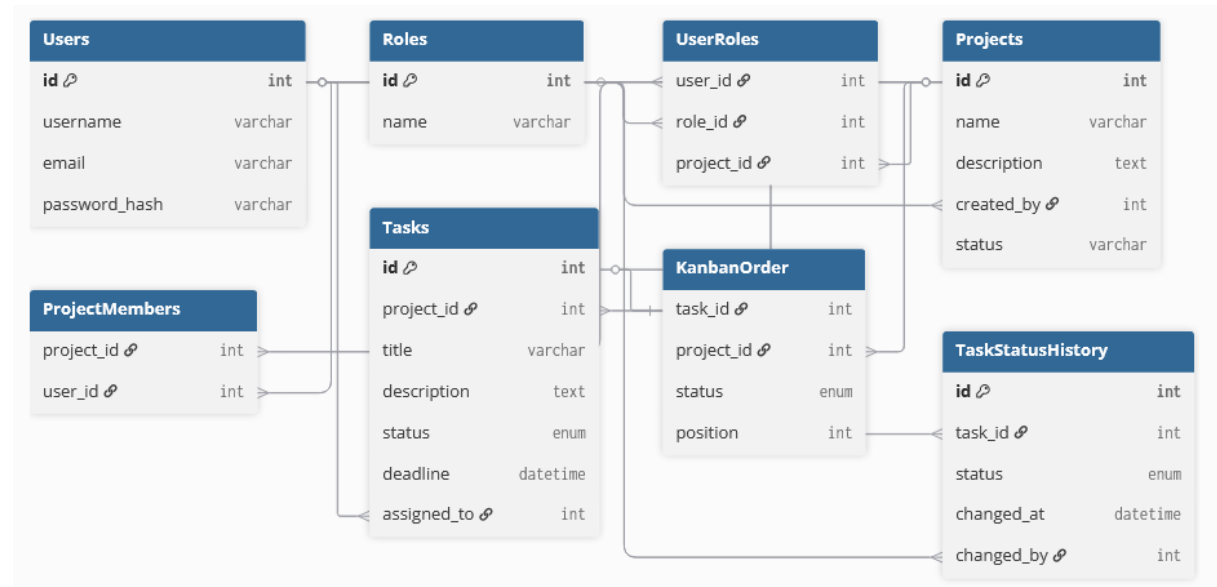 Users
id int
username varchar
email varchar
password_hash varchar
Roles
id int
name varchar
UserRoles
user_id int
role_id int
project_id int
Projects
id int
name varchar
description text
created_by int
status varchar
Tasks
id int
project_id int
title varchar
description text
status enum
deadline datetime
assigned_to int
KanbanOrder
task_id int
project_id int
status enum
position int
ProjectMembers
project_id int
user_id int
TaskStatusHistory
id int
task_id int
status enum
changed_at datetime
changed_by int